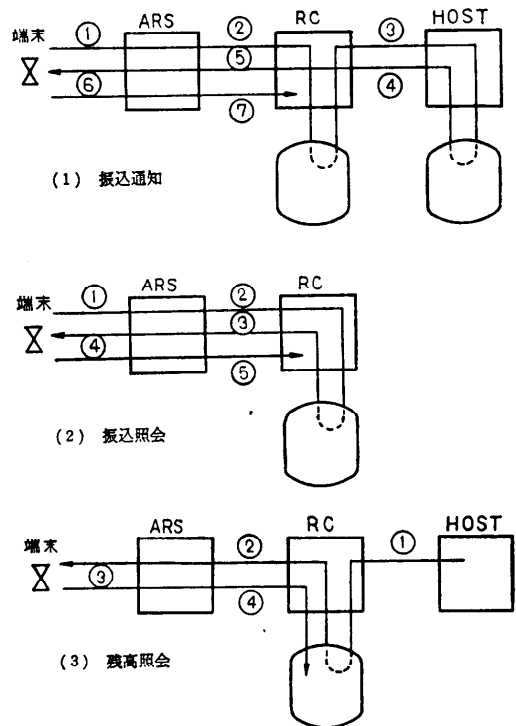 ARS RC HOST
端末 ① ② ③
⑤
⑥ ④
⑦
(1) 振込通知
ARS RC
端末 ① ②
③
④
⑤
(2) 振込照会
ARS RC HOST
端末 ② ①
③
④
(3) 残高照会